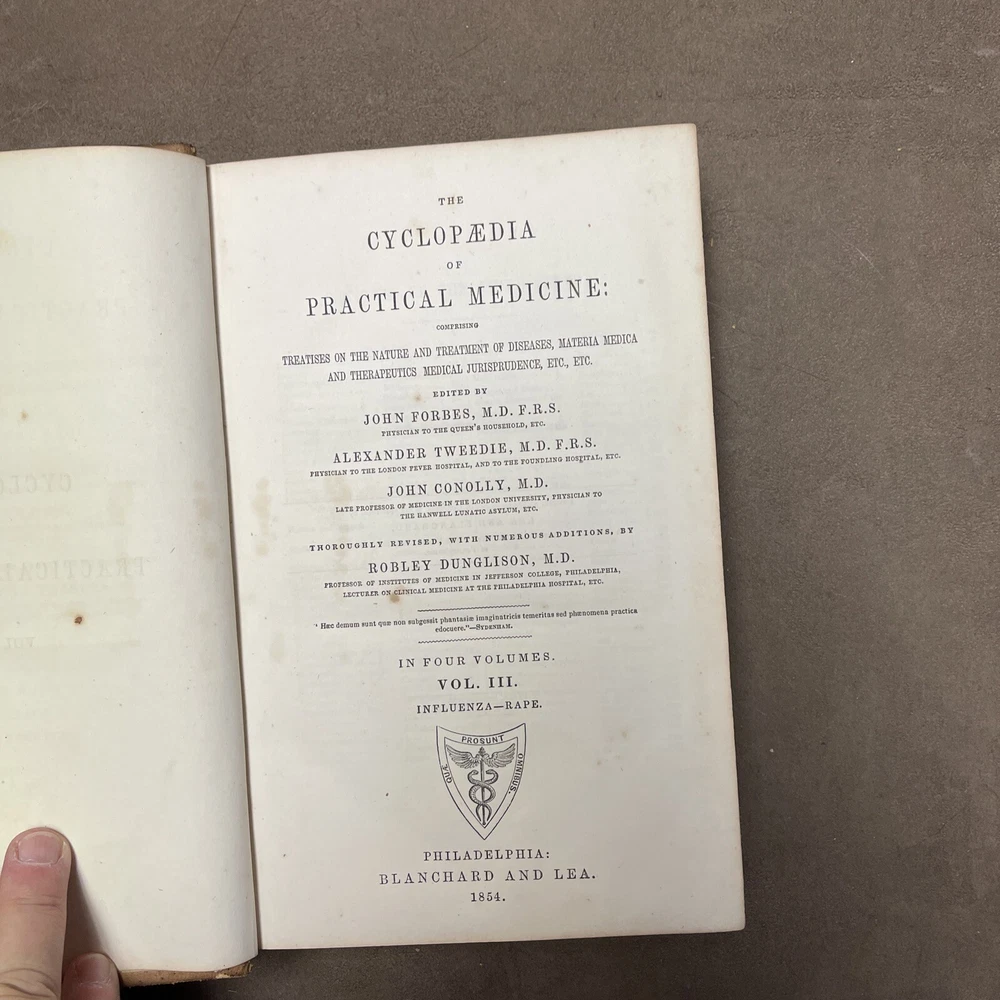 THE
CYCLOPÆDIA
OF
PRACTICAL MEDICINE:
COMPRISING
TREATISES ON THE NATURE AND TREATMENT OF DISEASES, MATERIA MEDICA
AND THERAPEUTICS MEDICAL JURISPRUDENCE, ETC., ETC.
EDITED BY
JOHN FORBES, M.D. F.R.S.
PHYSICIAN TO THE QUEEN'S HOUSEHOLD, ETC.
ALEXANDER TWEEDIE, M.D. F.R.S.
PHYSICIAN TO THE LONDON FEVER HOSPITAL, AND TO THE FOUNDLING HOSPITAL, ETC.
JOHN CONOLLY, M.D.
LATE PROFESSOR OF MEDICINE IN THE LONDON UNIVERSITY, PHYSICIAN TO
THE HANWELL LUNATIC ASYLUM, ETC.
THOROUGHLY REVISED, WITH NUMEROUS ADDITIONS, BY
ROBLEY DUNGLISON, M.D.
PROFESSOR OF INSTITUTES OF MEDICINE IN JEFFERSON COLLEGE, PHILADELPHIA,
LECTURER ON CLINICAL MEDICINE AT THE PHILADELPHIA HOSPITAL, ETC.
" Hæc demum sunt quæ non subgessit phantasiæ imaginatricis temeritas sed phænomena practica
edocuere."—SYDENHAM.
IN FOUR VOLUMES.
VOL. III.
INFLUENZA—RAPE.
QUÆ PROSUNT OMNIBUS.
PHILADELPHIA:
BLANCHARD AND LEA.
1854.